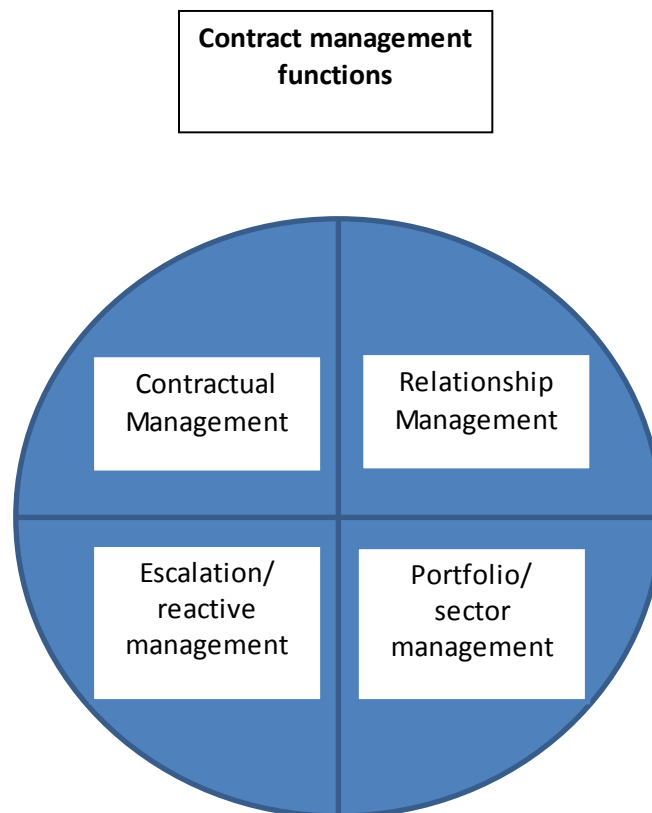 Contract management
functions
Contractual
Management
Relationship
Management
Escalation/
reactive
management
Portfolio/
sector
management